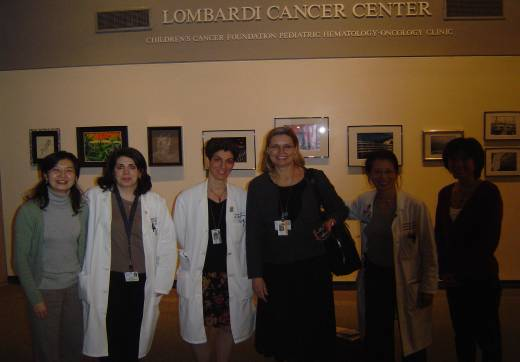 LOMBARDI CANCER CENTER
CHILDREN'S CANCER FOUNDATION PEDIATRIC HEMATOLOGY-ONCOLOGY CLINIC